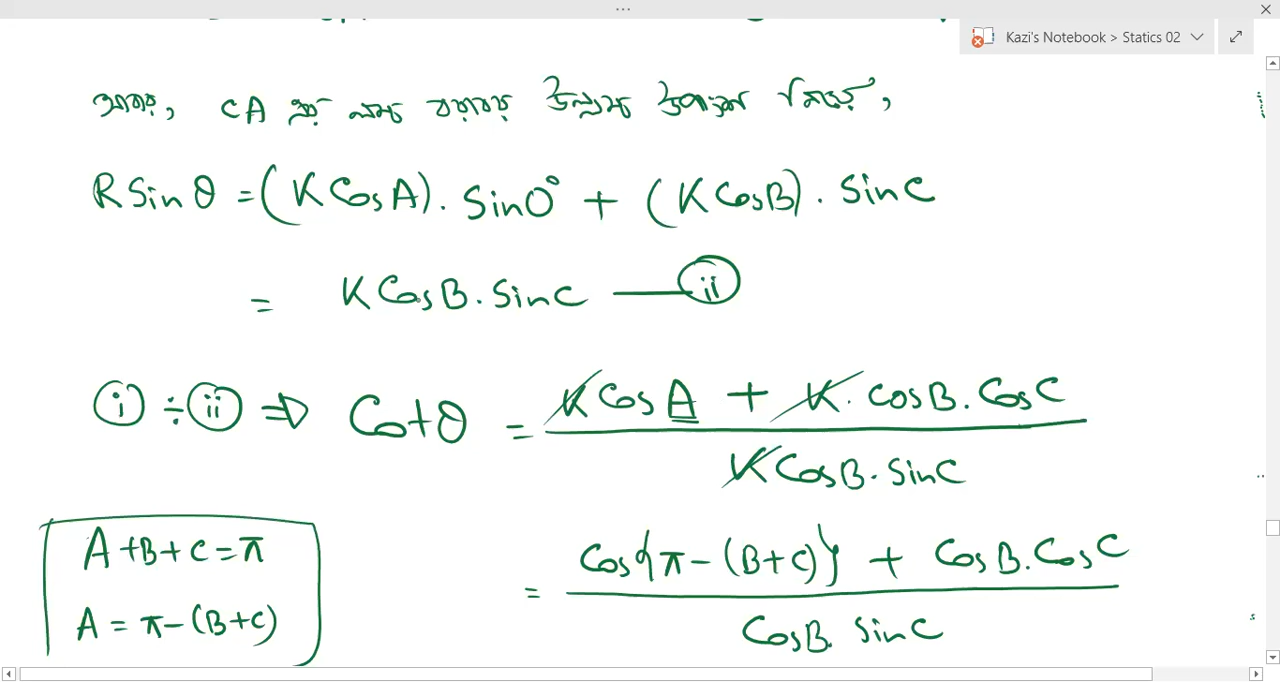 Kazi's Notebook > Statics 02
আবার, CA এর লম্ব বরাবর উলম্ব উপাংশ নিয়ে,
R Sin θ = (K Cos A) . Sin 0° + (K Cos B) . Sin C
= K Cos B . Sin C —— ii
i ÷ ii ⇒ Cot θ = (K Cos A + K . Cos B . Cos C) / (K Cos B . Sin C)
A + B + C = π
= (Cos {π - (B + C)} + Cos B . Cos C) / (Cos B . Sin C)
A = π - (B + C)